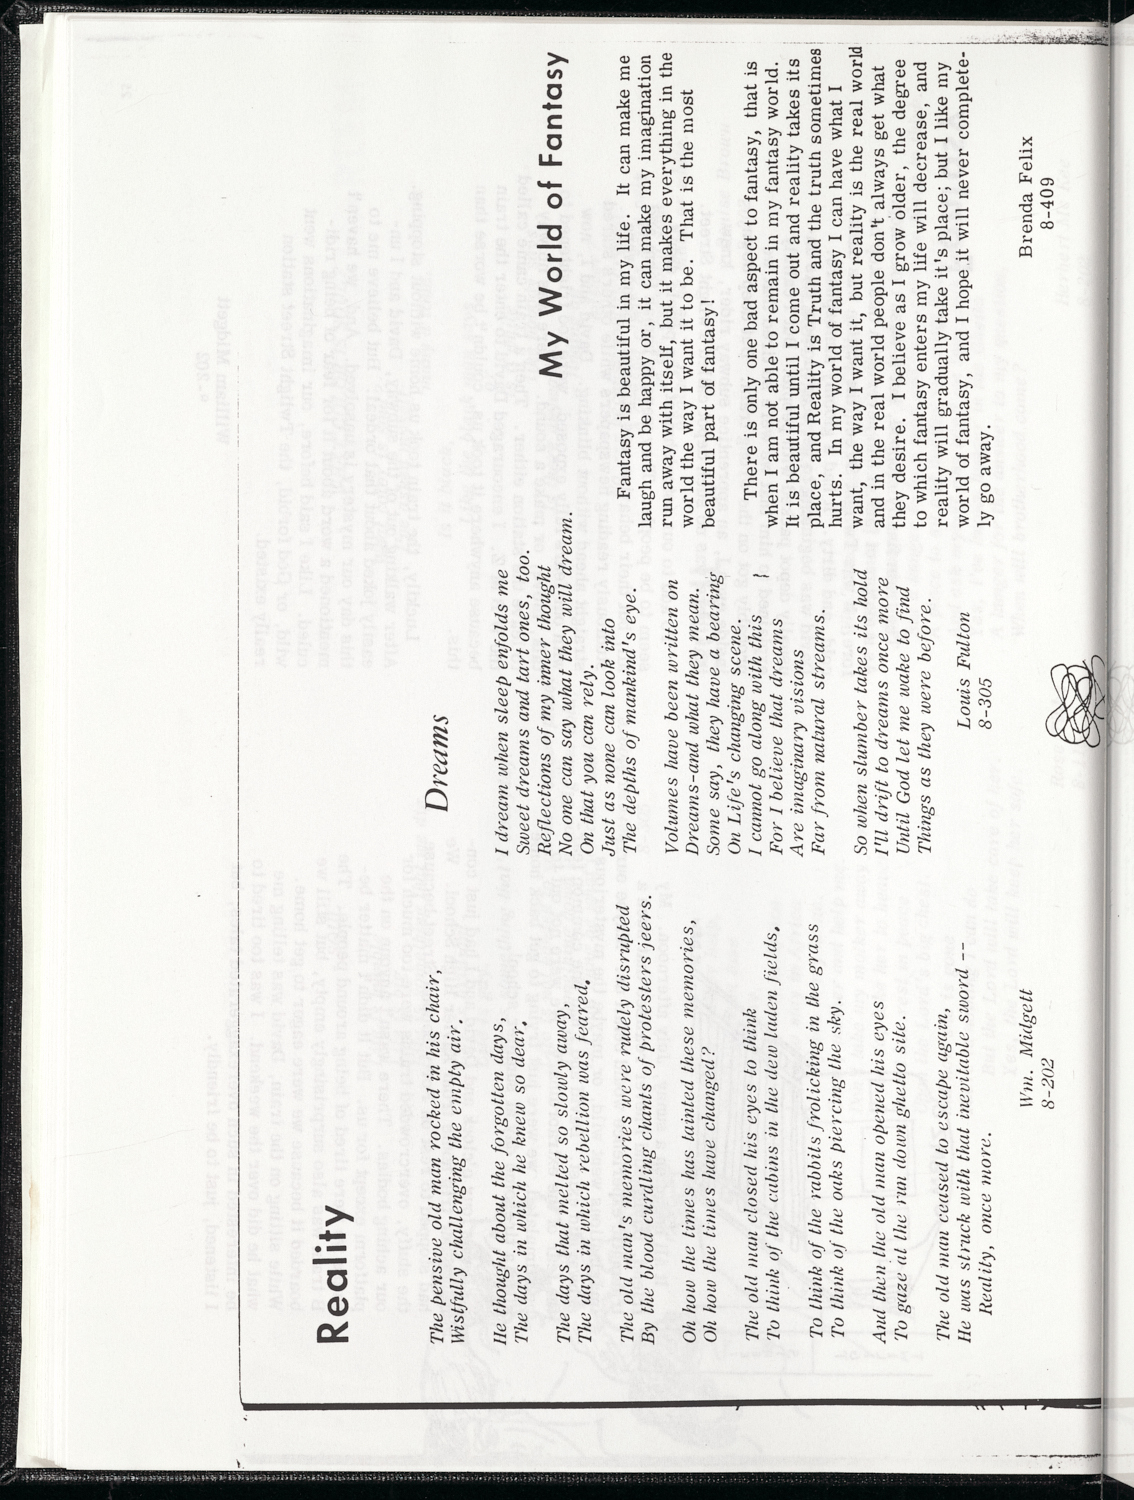 Reality
The pensive old man rocked in his chair,
Wistfully challenging the empty air.
He thought about the forgotten days,
The days in which he knew so dear.
The days that melted so slowly away,
The days in which rebellion was feared.
The old man's memories were rudely disrupted
By the blood curdling chants of protesters jeers.
Oh how the times has tainted these memories,
Oh how the times have changed?
The old man closed his eyes to think
To think of the cabins in the dew laden fields.
To think of the rabbits frolicking in the grass
To think of the oaks piercing the sky.
And then the old man opened his eyes
To gaze at the run down ghetto site.
The old man ceased to escape again,
He was struck with that inevitable sword --
Reality, once more.
Wm. Midgett
8-202
Dreams
I dream when sleep enfolds me
Sweet dreams and tart ones, too.
Reflections of my inner thought
No one can say what they will dream.
On that you can rely.
Just as none can look into
The depths of mankind's eye.
Volumes have been written on
Dreams-and what they mean.
Some say, they have a bearing
On Life's changing scene.
I cannot go along with this
For I believe that dreams
Are imaginary visions
Far from natural streams.
So when slumber takes its hold
I'll drift to dreams once more
Until God let me wake to find
Things as they were before.
Louis Fulton
8-305
My World of Fantasy
Fantasy is beautiful in my life. It can make me
laugh and be happy or, it can make my imagination
run away with itself, but it makes everything in the
world the way I want it to be. That is the most
beautiful part of fantasy!
There is only one bad aspect to fantasy, that is
when I am not able to remain in my fantasy world.
It is beautiful until I come out and reality takes its
place, and Reality is Truth and the truth sometimes
hurts. In my world of fantasy I can have what I
want, the way I want it, but reality is the real world
and in the real world people don't always get what
they desire. I believe as I grow older, the degree
to which fantasy enters my life will decrease, and
reality will gradually take it's place; but I like my
world of fantasy, and I hope it will never complete-
ly go away.
Brenda Felix
8-409